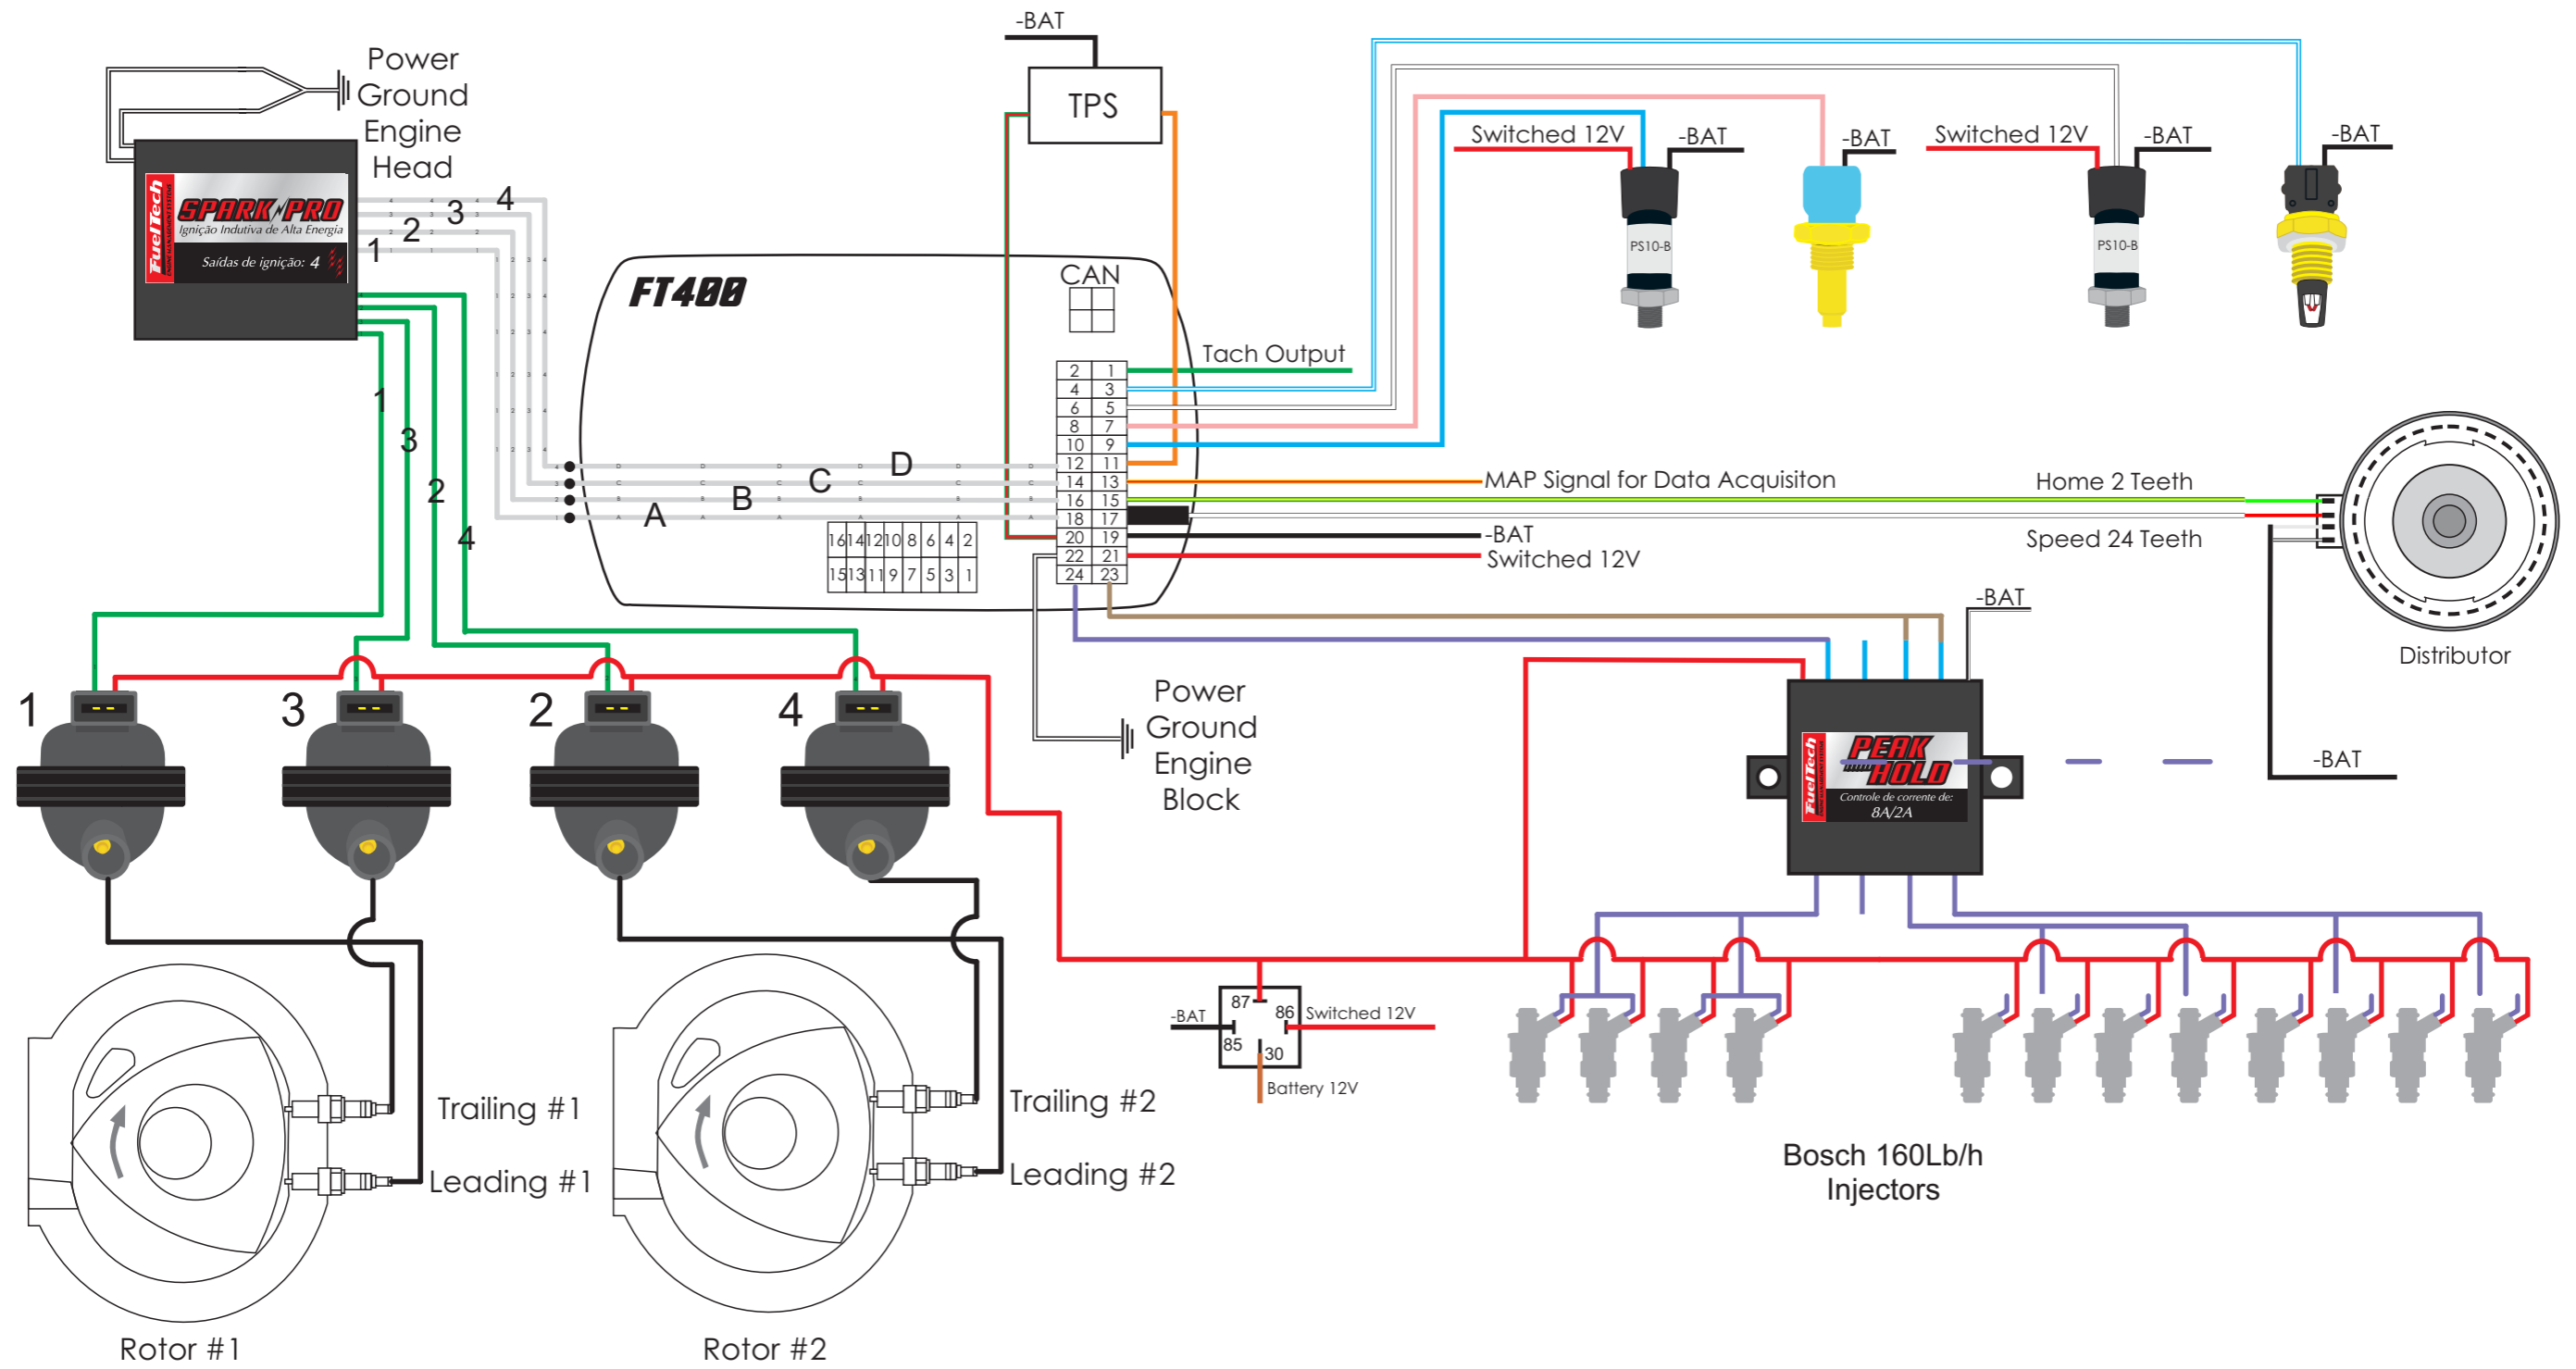 -BAT
Power
Ground
Engine
Head
TPS
Switched 12V
-BAT
-BAT
Switched 12V
-BAT
-BAT
FuelTech
SPARK PRO
Ignição Indutiva de Alta Energia
Saídas de ignição: 4
4
3
2
1
PS10-B
PS10-B
FT400
CAN
Tach Output
2 1
4 3
6 5
8 7
10 9
12 11
14 13
16 15
18 17
20 19
22 21
24 23
1
3
2
4
D
C
B
A
MAP Signal for Data Acquisiton
Home 2 Teeth
Speed 24 Teeth
-BAT
Switched 12V
16 14 12 10 8 6 4 2
15 13 11 9 7 5 3 1
-BAT
Distributor
1
3
2
4
Power
Ground
Engine
Block
FuelTech
PEAK
HOLD
Controle de corrente de:
8A/2A
-BAT
87
86
Switched 12V
-BAT
85
30
Battery 12V
Trailing #1
Leading #1
Trailing #2
Leading #2
Bosch 160Lb/h
Injectors
Rotor #1
Rotor #2